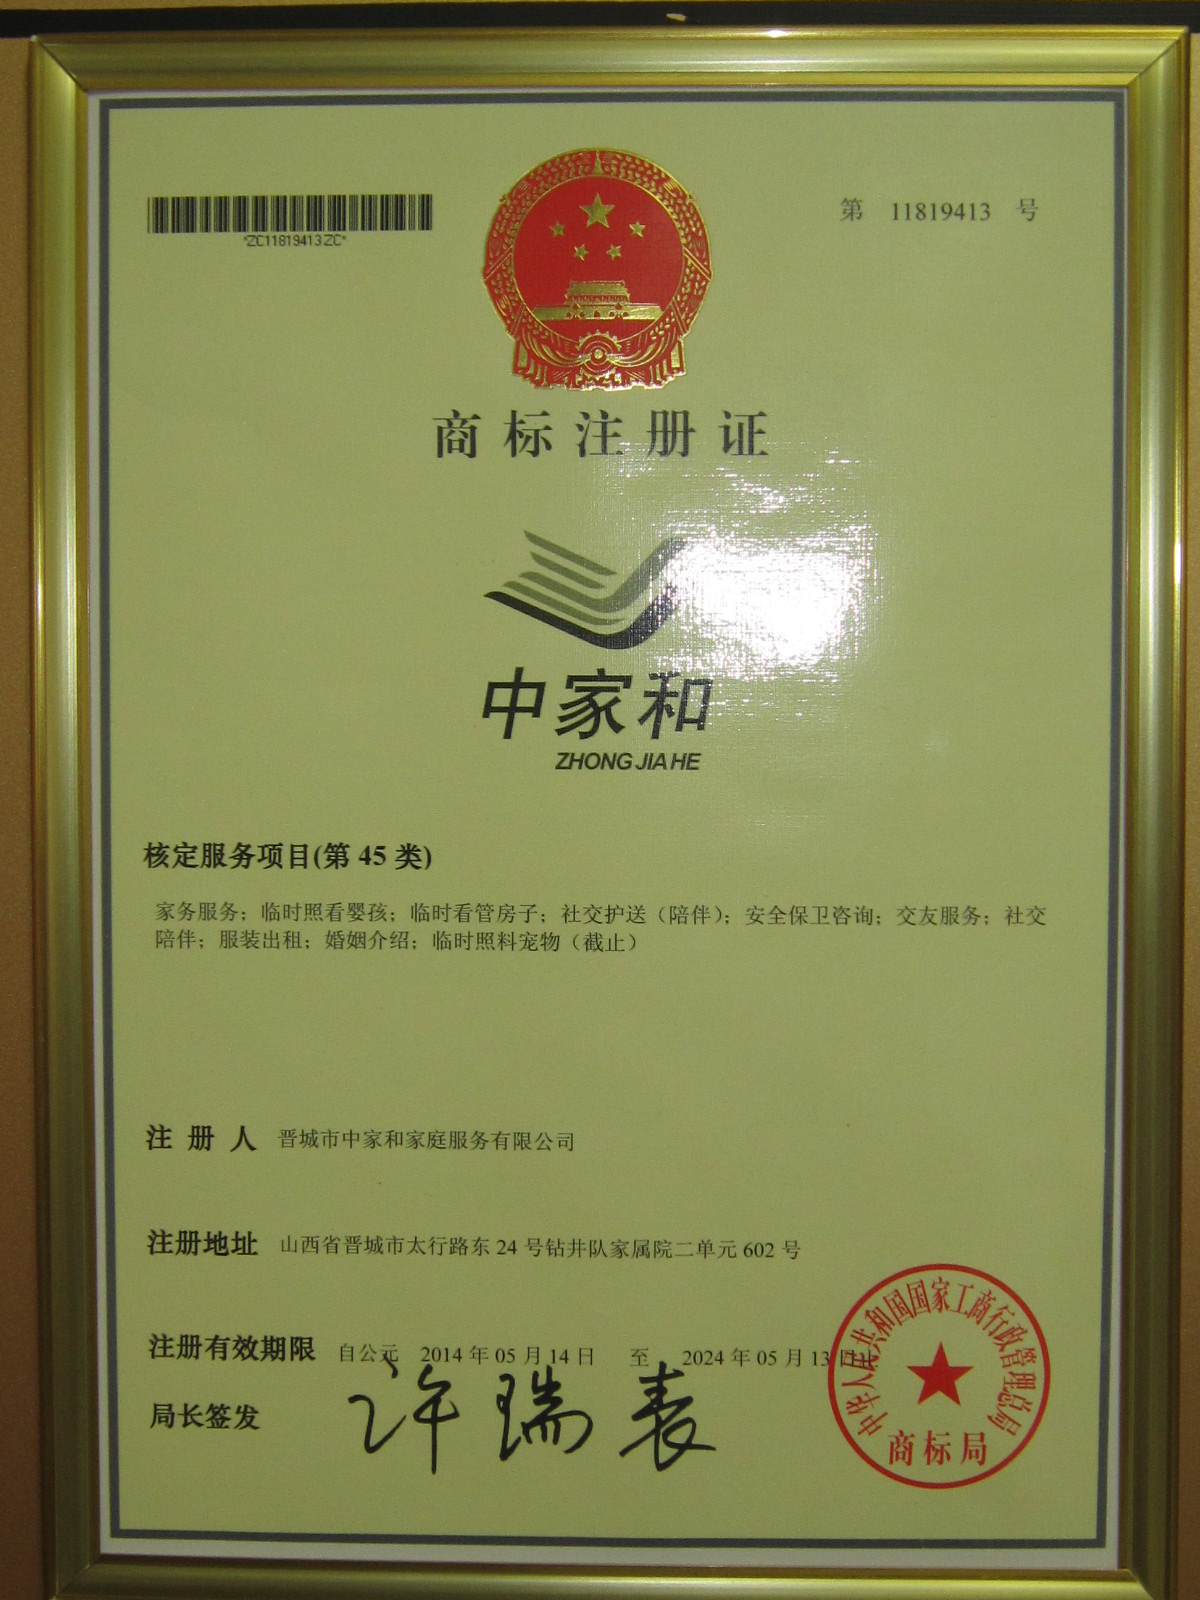 *ZC11819413ZC*
第 11819413 号
商标注册证
中家和
ZHONG JIA HE
核定服务项目(第 45 类)
家务服务；临时照看婴孩；临时看管房子；社交护送（陪伴）；安全保卫咨询；交友服务；社交
陪伴；服装出租；婚姻介绍；临时照料宠物（截止）
注 册 人 晋城市中家和家庭服务有限公司
注册地址 山西省晋城市太行路东 24 号钻井队家属院二单元 602 号
注册有效期限 自公元 2014 年 05 月 14 日 至 2024 年 05 月 13 日止
局长签发 许瑞表
中华人民共和国国家工商行政管理总局
商标局